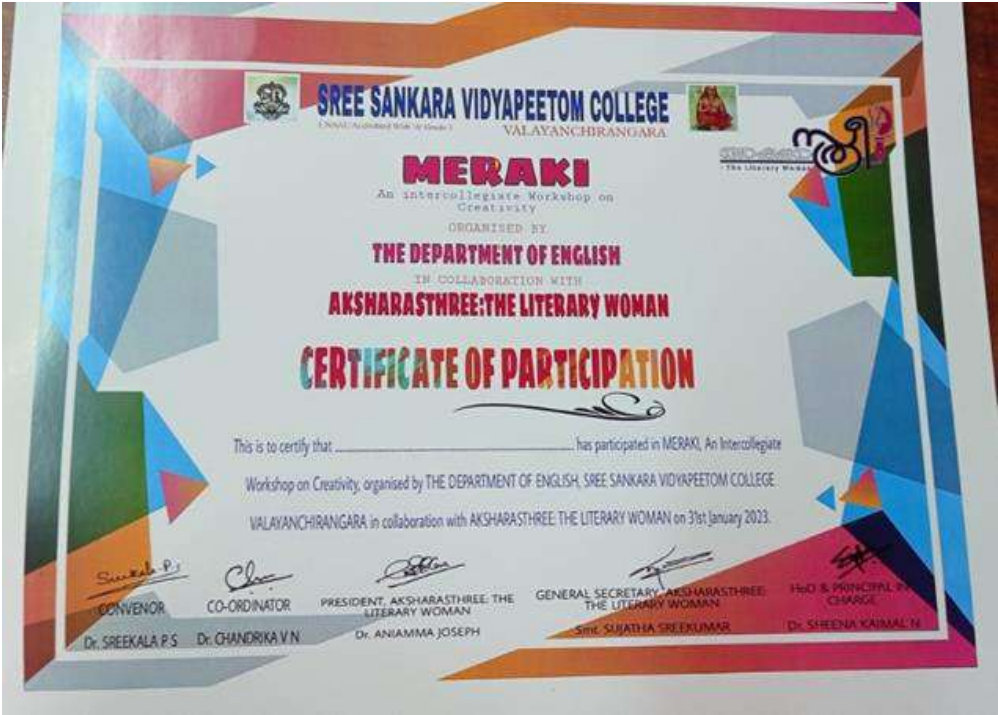 SREE SANKARA VIDYAPEETOM COLLEGE
VALAYANCHIRANGARA
സ്ത്രീ
- The Literary Woman
MERAKI
An intercollegiate Workshop on
Creativity
ORGANISED BY
THE DEPARTMENT OF ENGLISH
IN COLLABORATION WITH
AKSHARASTHREE:THE LITERARY WOMAN
CERTIFICATE OF PARTICIPATION
This is to certify that has participated in MERAKI, An Intercollegiate
Workshop on Creativity, organised by THE DEPARTMENT OF ENGLISH, SREE SANKARA VIDYAPEETOM COLLEGE
VALAYANCHIRANGARA in collaboration with AKSHARASTHREE: THE LITERARY WOMAN on 31st January 2023.
Sreekala P.S
CONVENOR
Dr. SREEKALA P S
CO-ORDINATOR
Dr. CHANDRIKA V N
PRESIDENT, AKSHARASTHREE: THE
LITERARY WOMAN
Dr. ANIAMMA JOSEPH
GENERAL SECRETARY, AKSHARASTHREE:
THE LITERARY WOMAN
Smt. SUJATHA SREEKUMAR
HoD & PRINCIPAL IN
CHARGE
Dr. SHEENA KAIMAL N